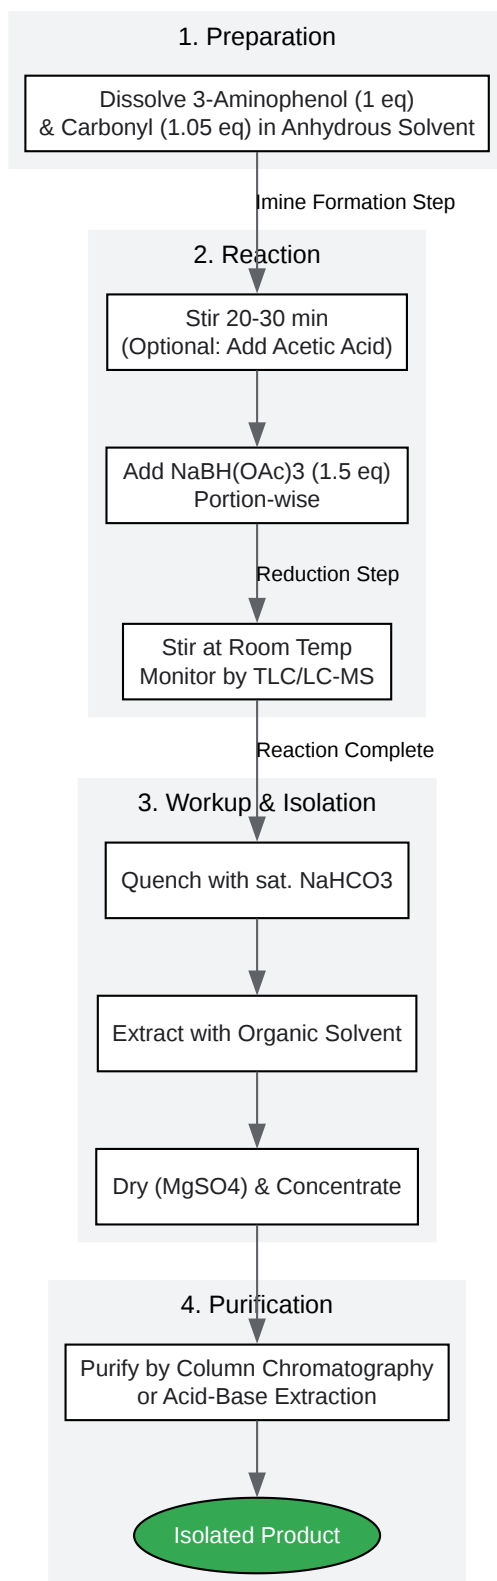 1. Preparation
Dissolve 3-Aminophenol (1 eq)
& Carbonyl (1.05 eq) in Anhydrous Solvent
Imine Formation Step
2. Reaction
Stir 20-30 min
(Optional: Add Acetic Acid)
Add NaBH(OAc)3 (1.5 eq)
Portion-wise
Reduction Step
Stir at Room Temp
Monitor by TLC/LC-MS
Reaction Complete
3. Workup & Isolation
Quench with sat. NaHCO3
Extract with Organic Solvent
Dry (MgSO4) & Concentrate
4. Purification
Purify by Column Chromatography
or Acid-Base Extraction
Isolated Product